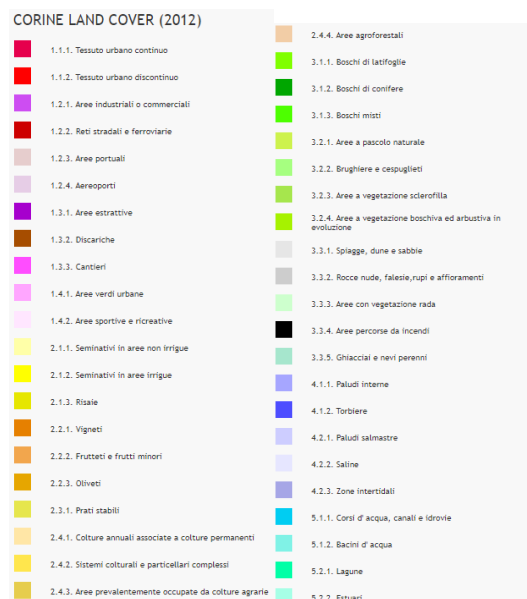 CORINE LAND COVER (2012)
1.1.1. Tessuto urbano continuo
1.1.2. Tessuto urbano discontinuo
1.2.1. Aree industriali o commerciali
1.2.2. Reti stradali e ferroviarie
1.2.3. Aree portuali
1.2.4. Aereoporti
1.3.1. Aree estrattive
1.3.2. Discariche
1.3.3. Cantieri
1.4.1. Aree verdi urbane
1.4.2. Aree sportive e ricreative
2.1.1. Seminativi in aree non irrigue
2.1.2. Seminativi in aree irrigue
2.1.3. Risaie
2.2.1. Vigneti
2.2.2. Frutteti e frutti minori
2.2.3. Oliveti
2.3.1. Prati stabili
2.4.1. Colture annuali associate a colture permanenti
2.4.2. Sistemi colturali e particellari complessi
2.4.3. Aree prevalentemente occupate da colture agrarie
2.4.4. Aree agroforestali
3.1.1. Boschi di latifoglie
3.1.2. Boschi di conifere
3.1.3. Boschi misti
3.2.1. Aree a pascolo naturale
3.2.2. Brughiere e cespuglieti
3.2.3. Aree a vegetazione sclerofilla
3.2.4. Aree a vegetazione boschiva ed arbustiva in
evoluzione
3.3.1. Spiagge, dune e sabbie
3.3.2. Rocce nude, falesie,rupi e affioramenti
3.3.3. Aree con vegetazione rada
3.3.4. Aree percorse da incendi
3.3.5. Ghiacciai e nevi perenni
4.1.1. Paludi interne
4.1.2. Torbiere
4.2.1. Paludi salmastre
4.2.2. Saline
4.2.3. Zone intertidali
5.1.1. Corsi d' acqua, canali e idrovie
5.1.2. Bacini d' acqua
5.2.1. Lagune
5.2.2. Estuari